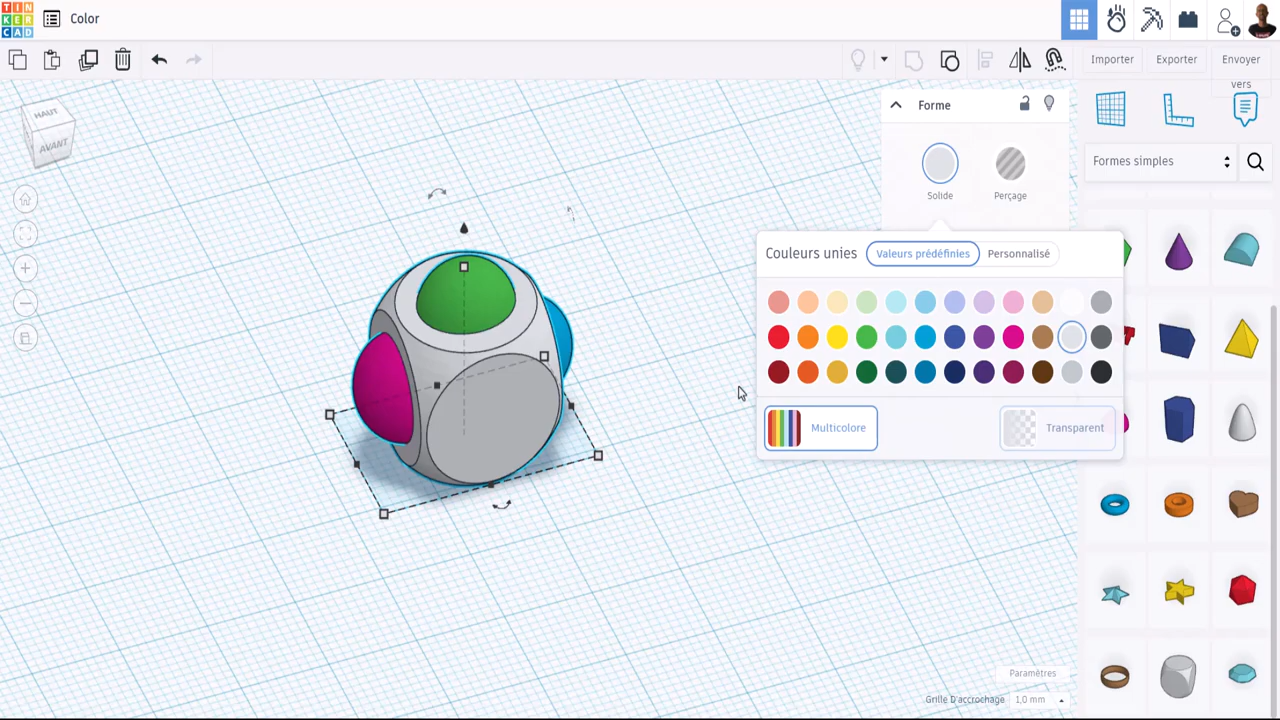 TIN
KER
CAD
Color
Importer
Exporter
Envoyer
vers
HAUT
AVANT
Forme
Solide
Perçage
Formes simples
Couleurs unies
Valeurs prédéfinies
Personnalisé
Multicolore
Transparent
Paramètres
Grille D'accrochage
1,0 mm